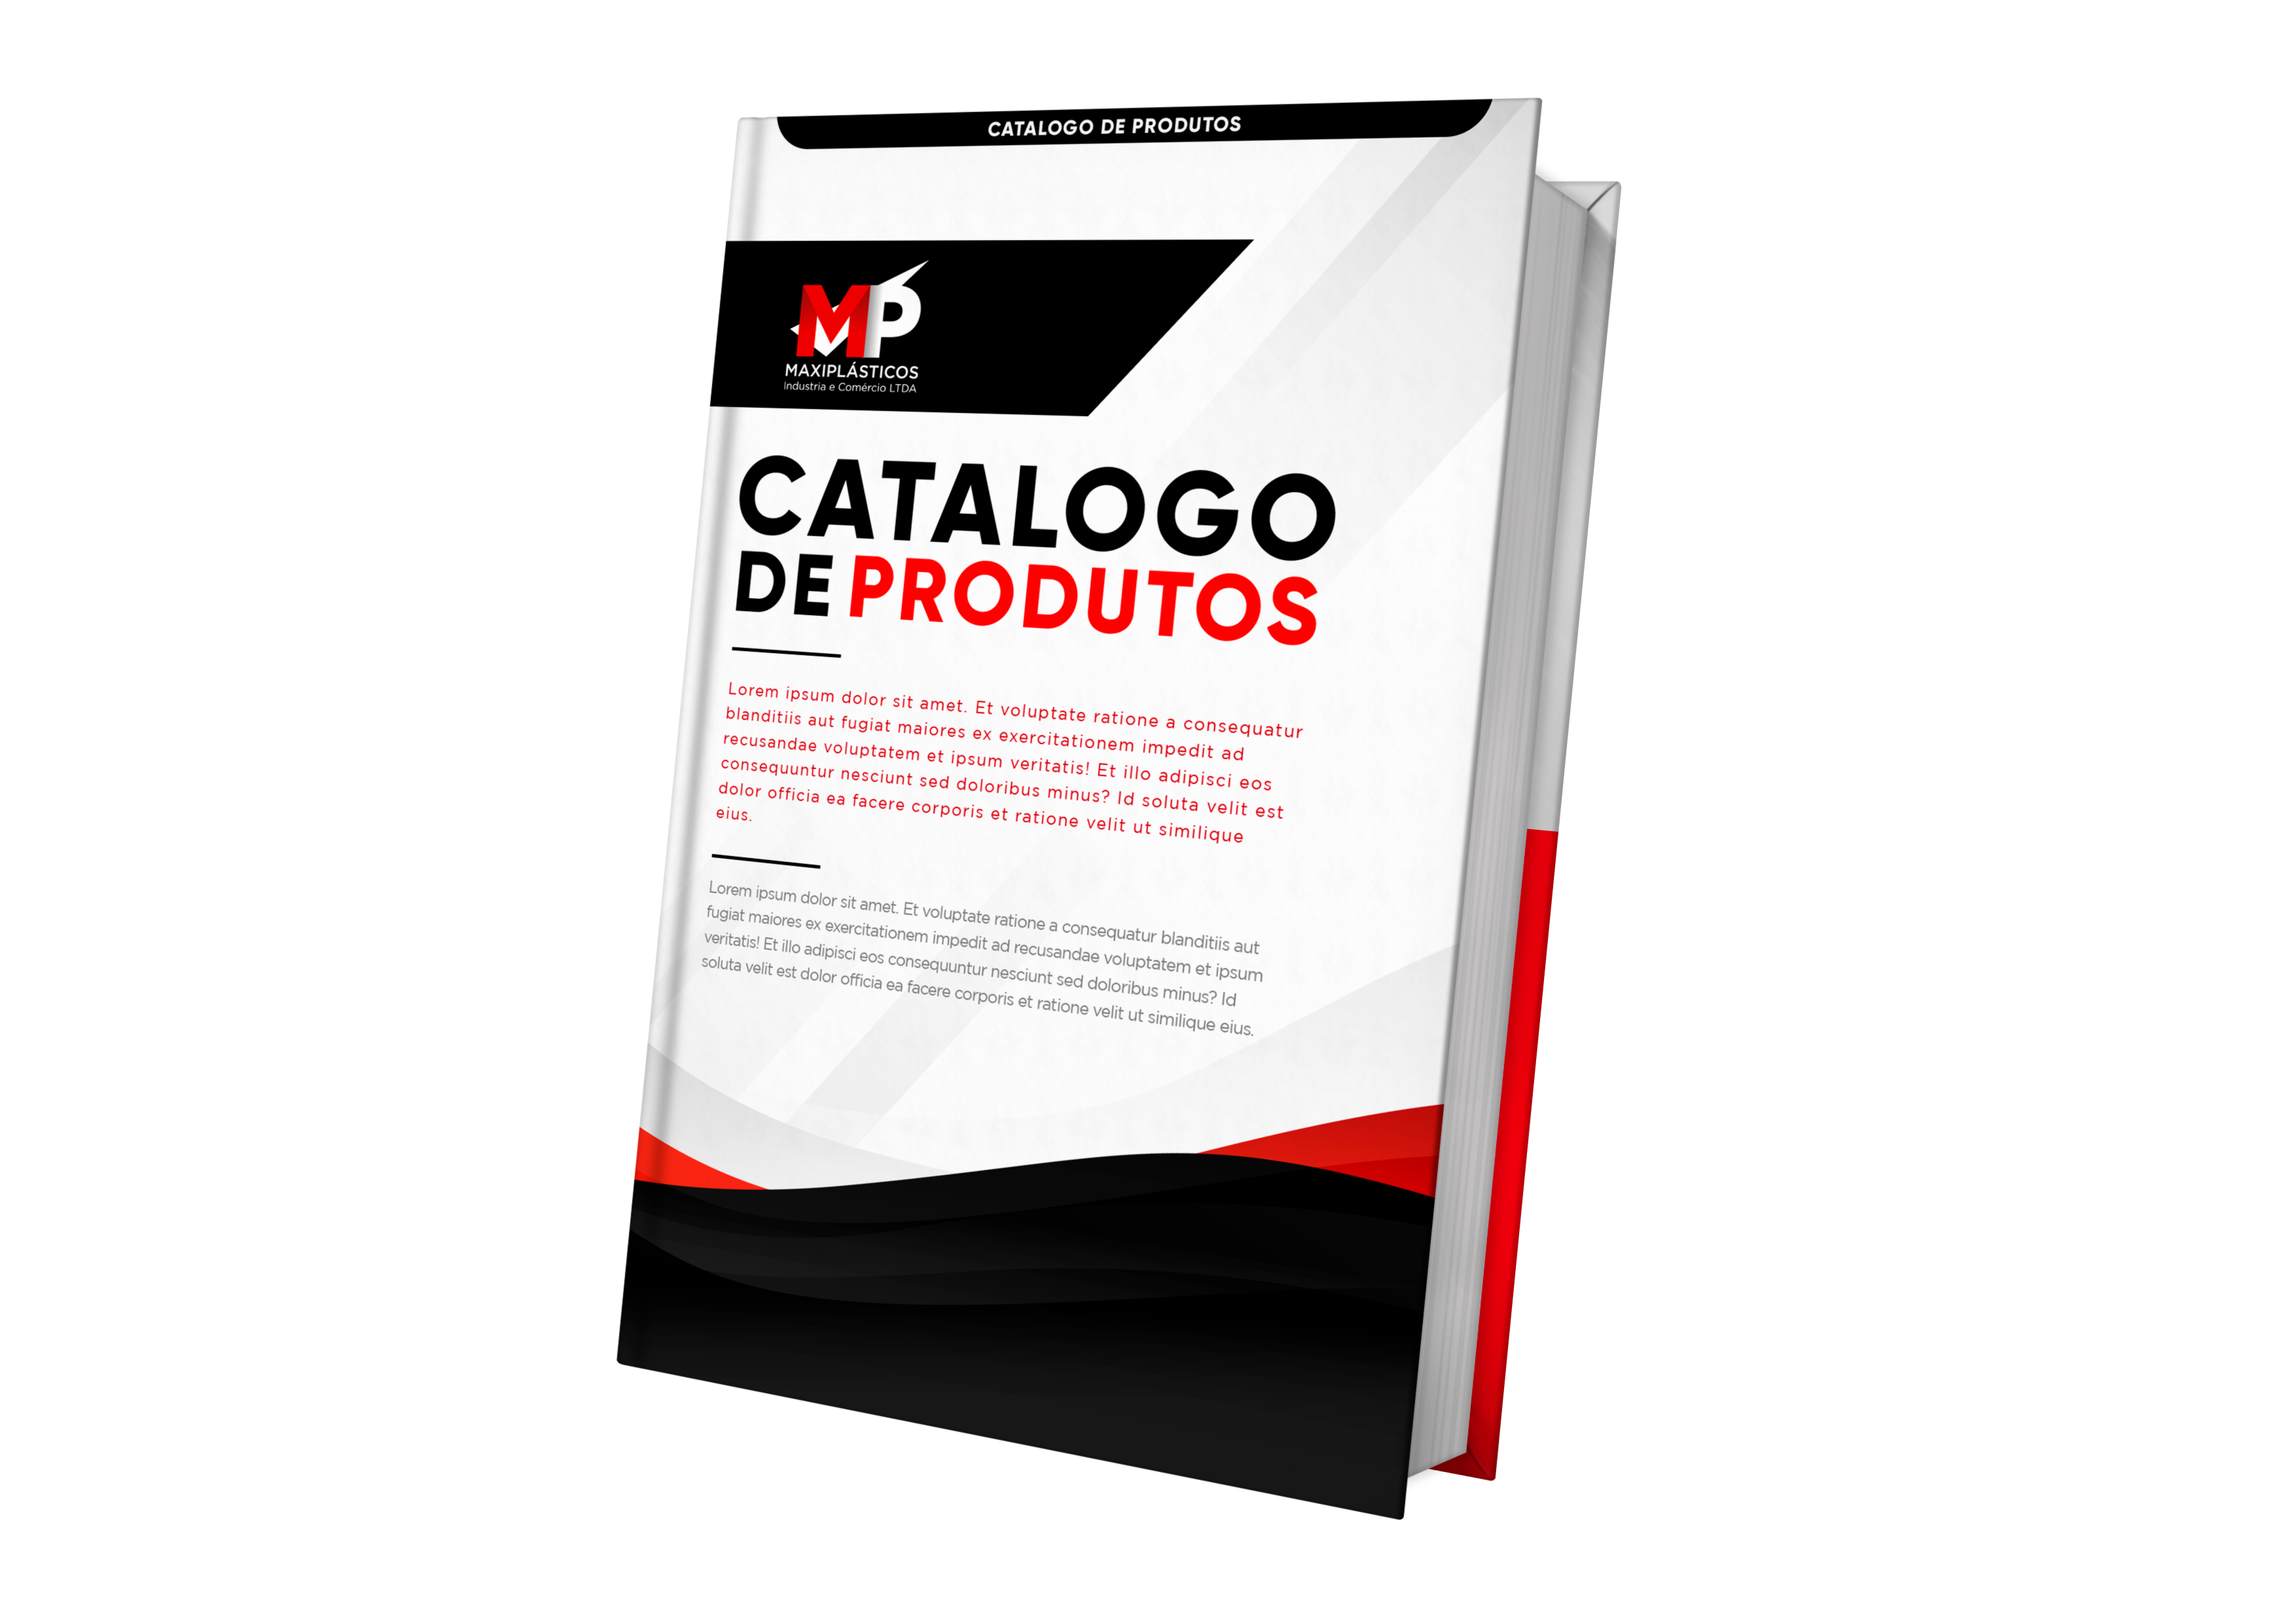 CATALOGO DE PRODUTOS
MP
MAXIPLÁSTICOS
Industria e Comércio LTDA
CATALOGO
DE PRODUTOS
Lorem ipsum dolor sit amet. Et voluptate ratione a consequatur
blanditiis aut fugiat maiores ex exercitationem impedit ad
recusandae voluptatem et ipsum veritatis! Et illo adipisci eos
consequuntur nesciunt sed doloribus minus? Id soluta velit est
dolor officia ea facere corporis et ratione velit ut similique
eius.
Lorem ipsum dolor sit amet. Et voluptate ratione a consequatur blanditiis aut
fugiat maiores ex exercitationem impedit ad recusandae voluptatem et ipsum
veritatis! Et illo adipisci eos consequuntur nesciunt sed doloribus minus? Id
soluta velit est dolor officia ea facere corporis et ratione velit ut similique eius.